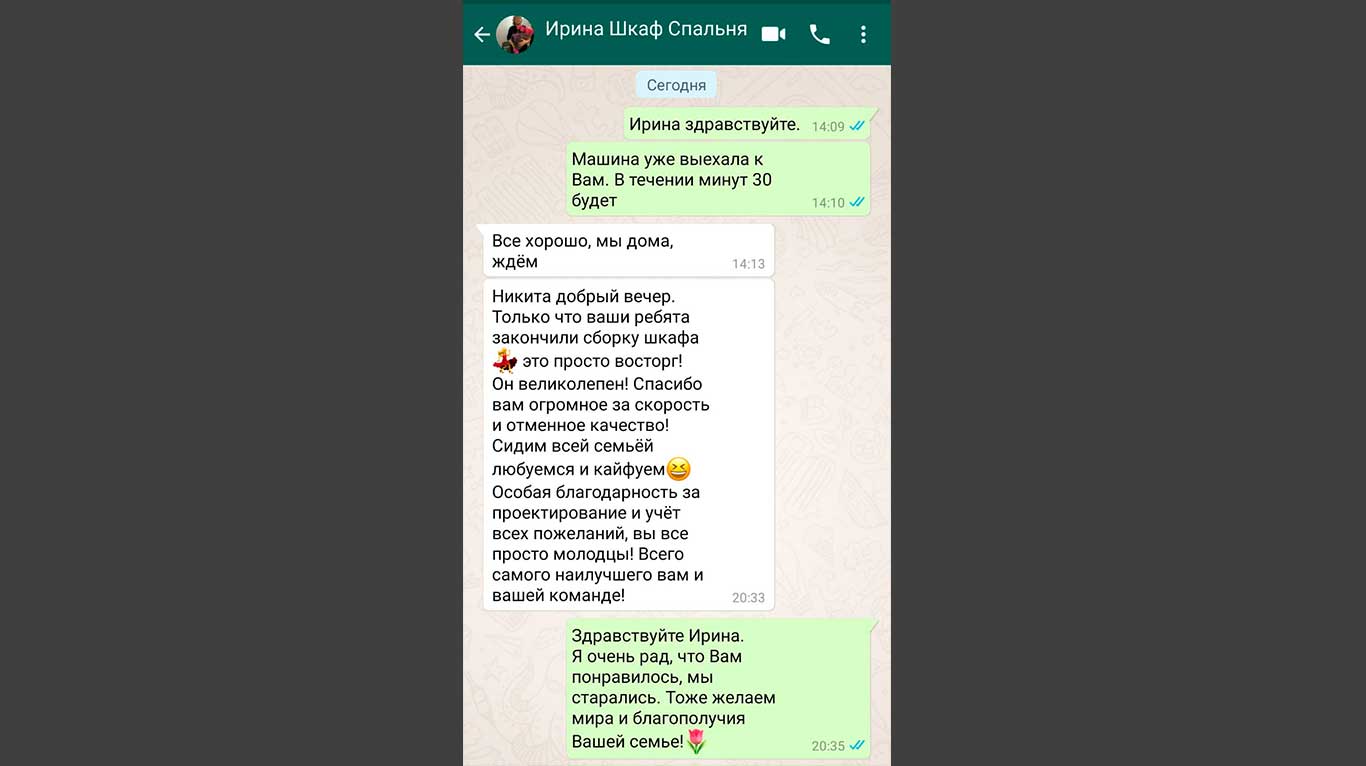 Ирина Шкаф Спальня
Сегодня
Ирина здравствуйте. 14:09
Машина уже выехала к
Вам. В течении минут 30
будет 14:10
Все хорошо, мы дома,
ждём 14:13
Никита добрый вечер.
Только что ваши ребята
закончили сборку шкафа
💃 это просто восторг!
Он великолепен! Спасибо
вам огромное за скорость
и отменное качество!
Сидим всей семьёй
любуемся и кайфуем😆
Особая благодарность за
проектирование и учёт
всех пожеланий, вы все
просто молодцы! Всего
самого наилучшего вам и
вашей команде! 20:33
Здравствуйте Ирина.
Я очень рад, что Вам
понравилось, мы
старались. Тоже желаем
мира и благополучия
Вашей семье!🌷 20:35